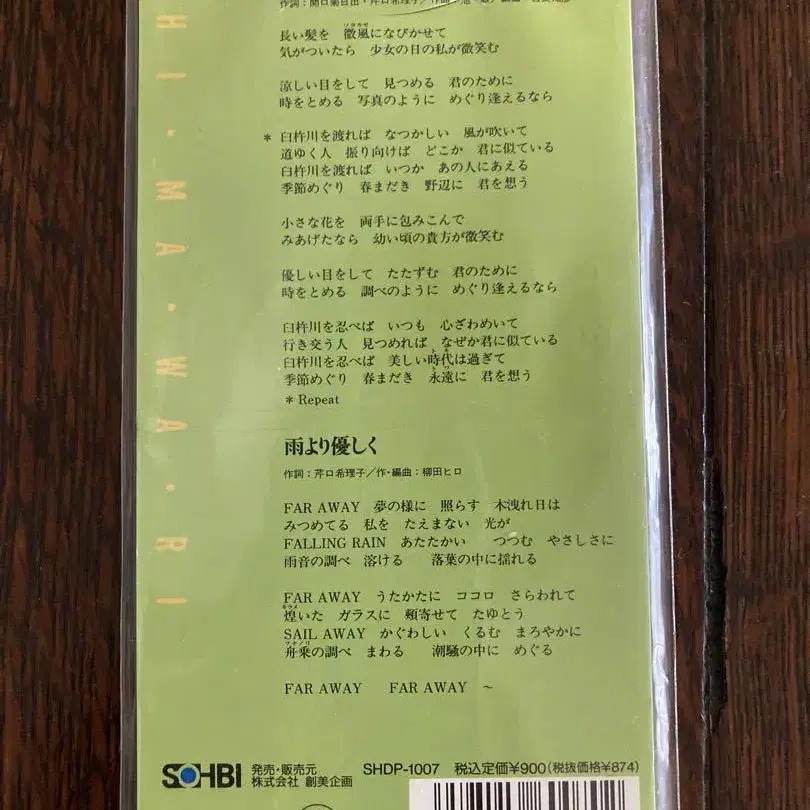 HI・MA・WA・RI
長い髪を 微風になびかせて
ソヨカゼ
気がついたら 少女の日の私が微笑む
涼しい目をして 見つめる 君のために
時をとめる 写真のように めぐり逢えるなら
* 臼杵川を渡れば なつかしい 風が吹いて
道ゆく人 振り向けば どこか 君に似ている
臼杵川を渡れば いつか あの人にあえる
季節めぐり 春まだき 野辺に 君を想う
小さな花を 両手に包みこんで
みあげたなら 幼い頃の貴方が微笑む
優しい目をして たたずむ 君のために
時をとめる 調べのように めぐり逢えるなら
臼杵川を忍べば いつも 心ざわめいて
行き交う人 見つめれば なぜか君に似ている
臼杵川を忍べば 美しい時代は過ぎて
季節めぐり 春まだき 永遠に 君を想う
* Repeat
雨より優しく
作詞：芹口希理子／作・編曲：柳田ヒロ
FAR AWAY 夢の様に 照らす 木洩れ日は
みつめてる 私を たえまない 光が
FALLING RAIN あたたかい つつむ やさしさに
雨音の調べ 溶ける 落葉の中に揺れる
FAR AWAY うたかたに ココロ さらわれて
煌いた ガラスに 頬寄せて たゆとう
SAIL AWAY かぐわしい くるむ まろやかに
舟乗の調べ まわる 潮騒の中に めぐる
フナノリ
FAR AWAY FAR AWAY ～
SOHBI 発売・販売元 株式会社 創美企画 SHDP-1007 税込定価¥900(税抜価格¥874)